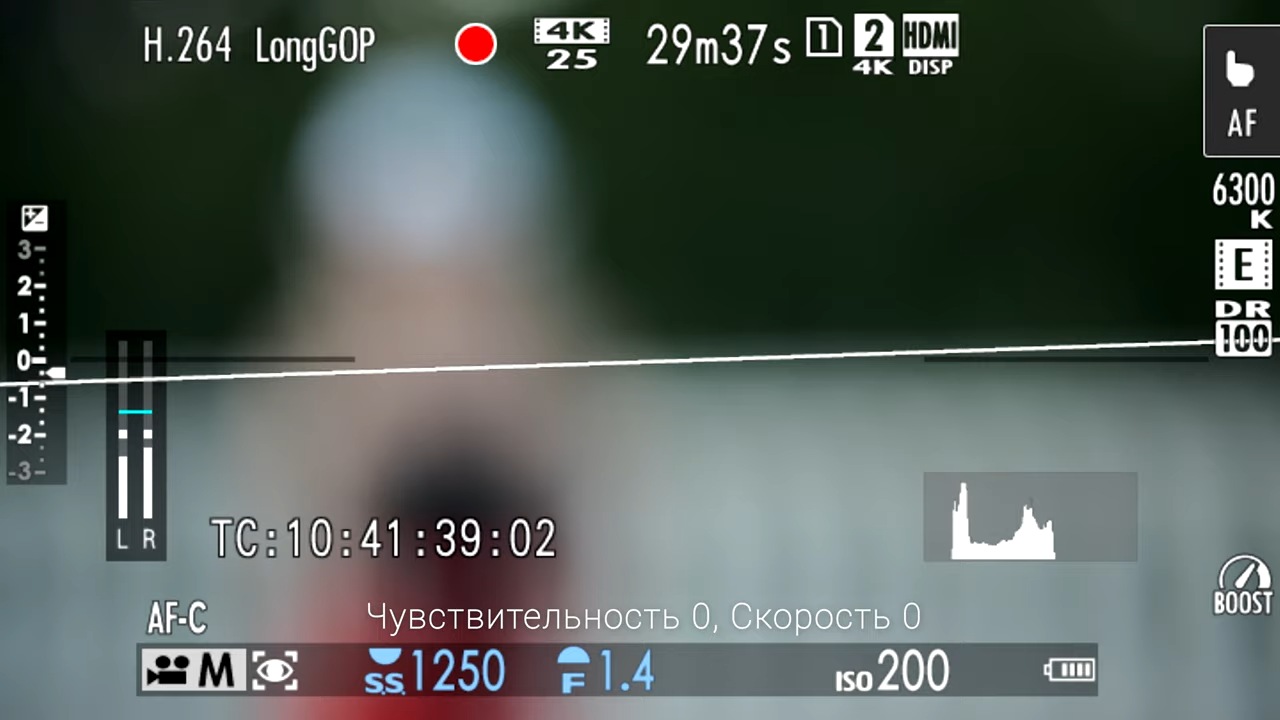 H.264 LongGOP 4K 25 29m37s 1 2 4K HDMI DISP
AF
6300 K
E
DR 100
3
2
1
0
-1
-2
-3
L R
TC:10:41:39:02
BOOST
AF-C
Чувствительность 0, Скорость 0
M S.S. 1250 F 1.4 ISO 200